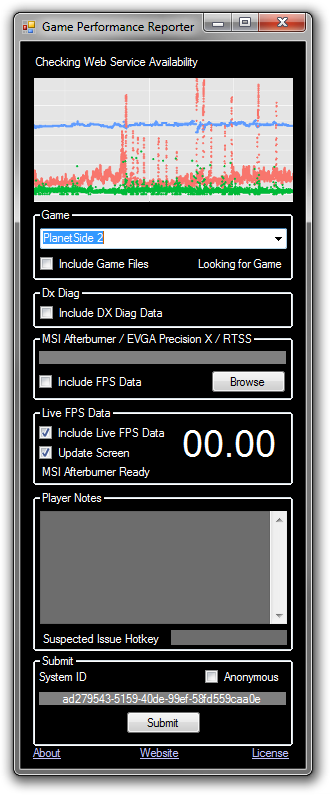 Game Performance Reporter
Checking Web Service Availability
Game
PlanetSide 2
Include Game Files Looking for Game
Dx Diag
Include DX Diag Data
MSI Afterburner / EVGA Precision X / RTSS
Include FPS Data Browse
Live FPS Data
Include Live FPS Data
00.00
Update Screen
MSI Afterburner Ready
Player Notes
Suspected Issue Hotkey
Submit
System ID Anonymous
ad279543-5159-40de-99ef-58fd559caa0e
Submit
About Website License